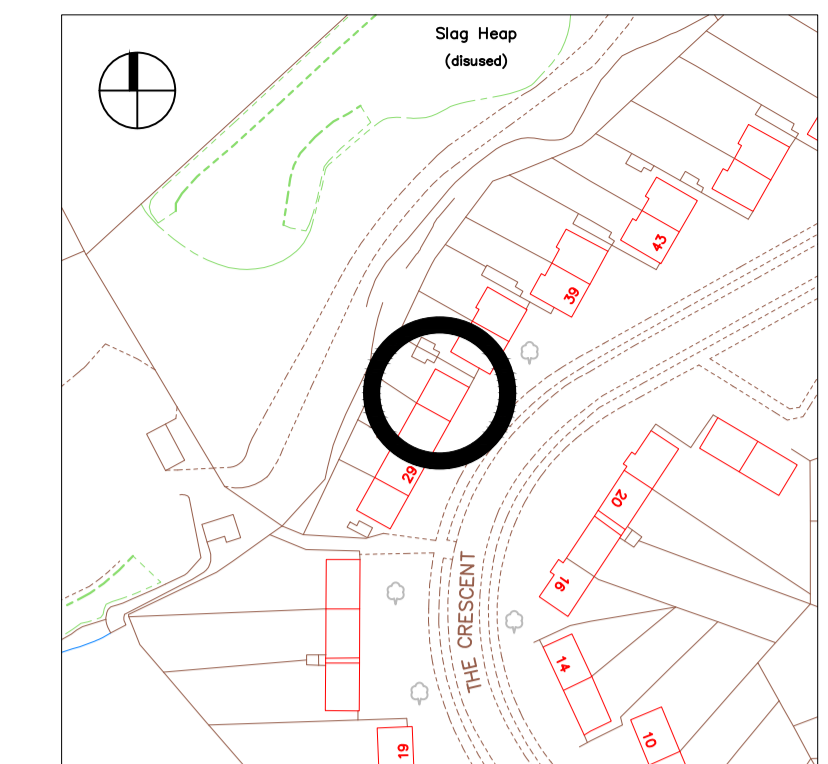 Slag Heap
(disused)
43
39
29
20
16
THE CRESCENT
14
10
19